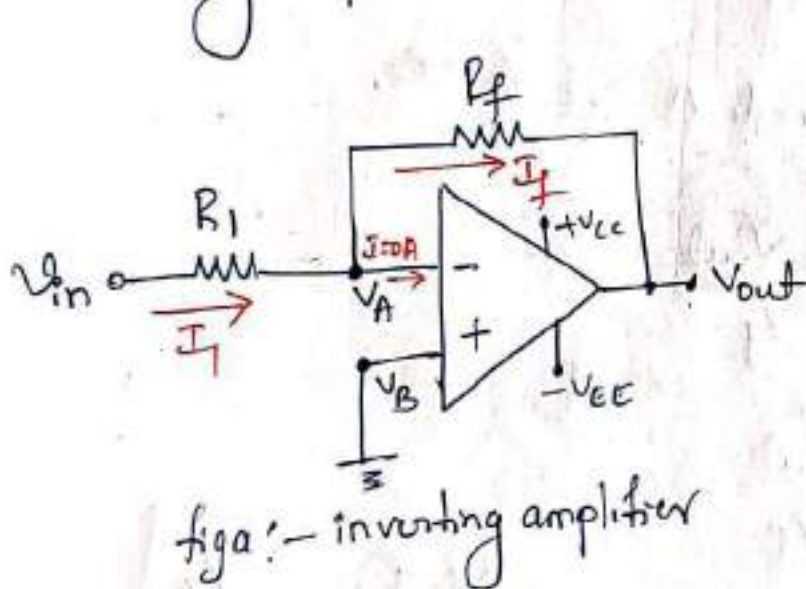 Rf
If
R1
+VCC
I=0A
Vin
VA
-
Vout
I1
+
VB
-VEE
figa:- inverting amplifier